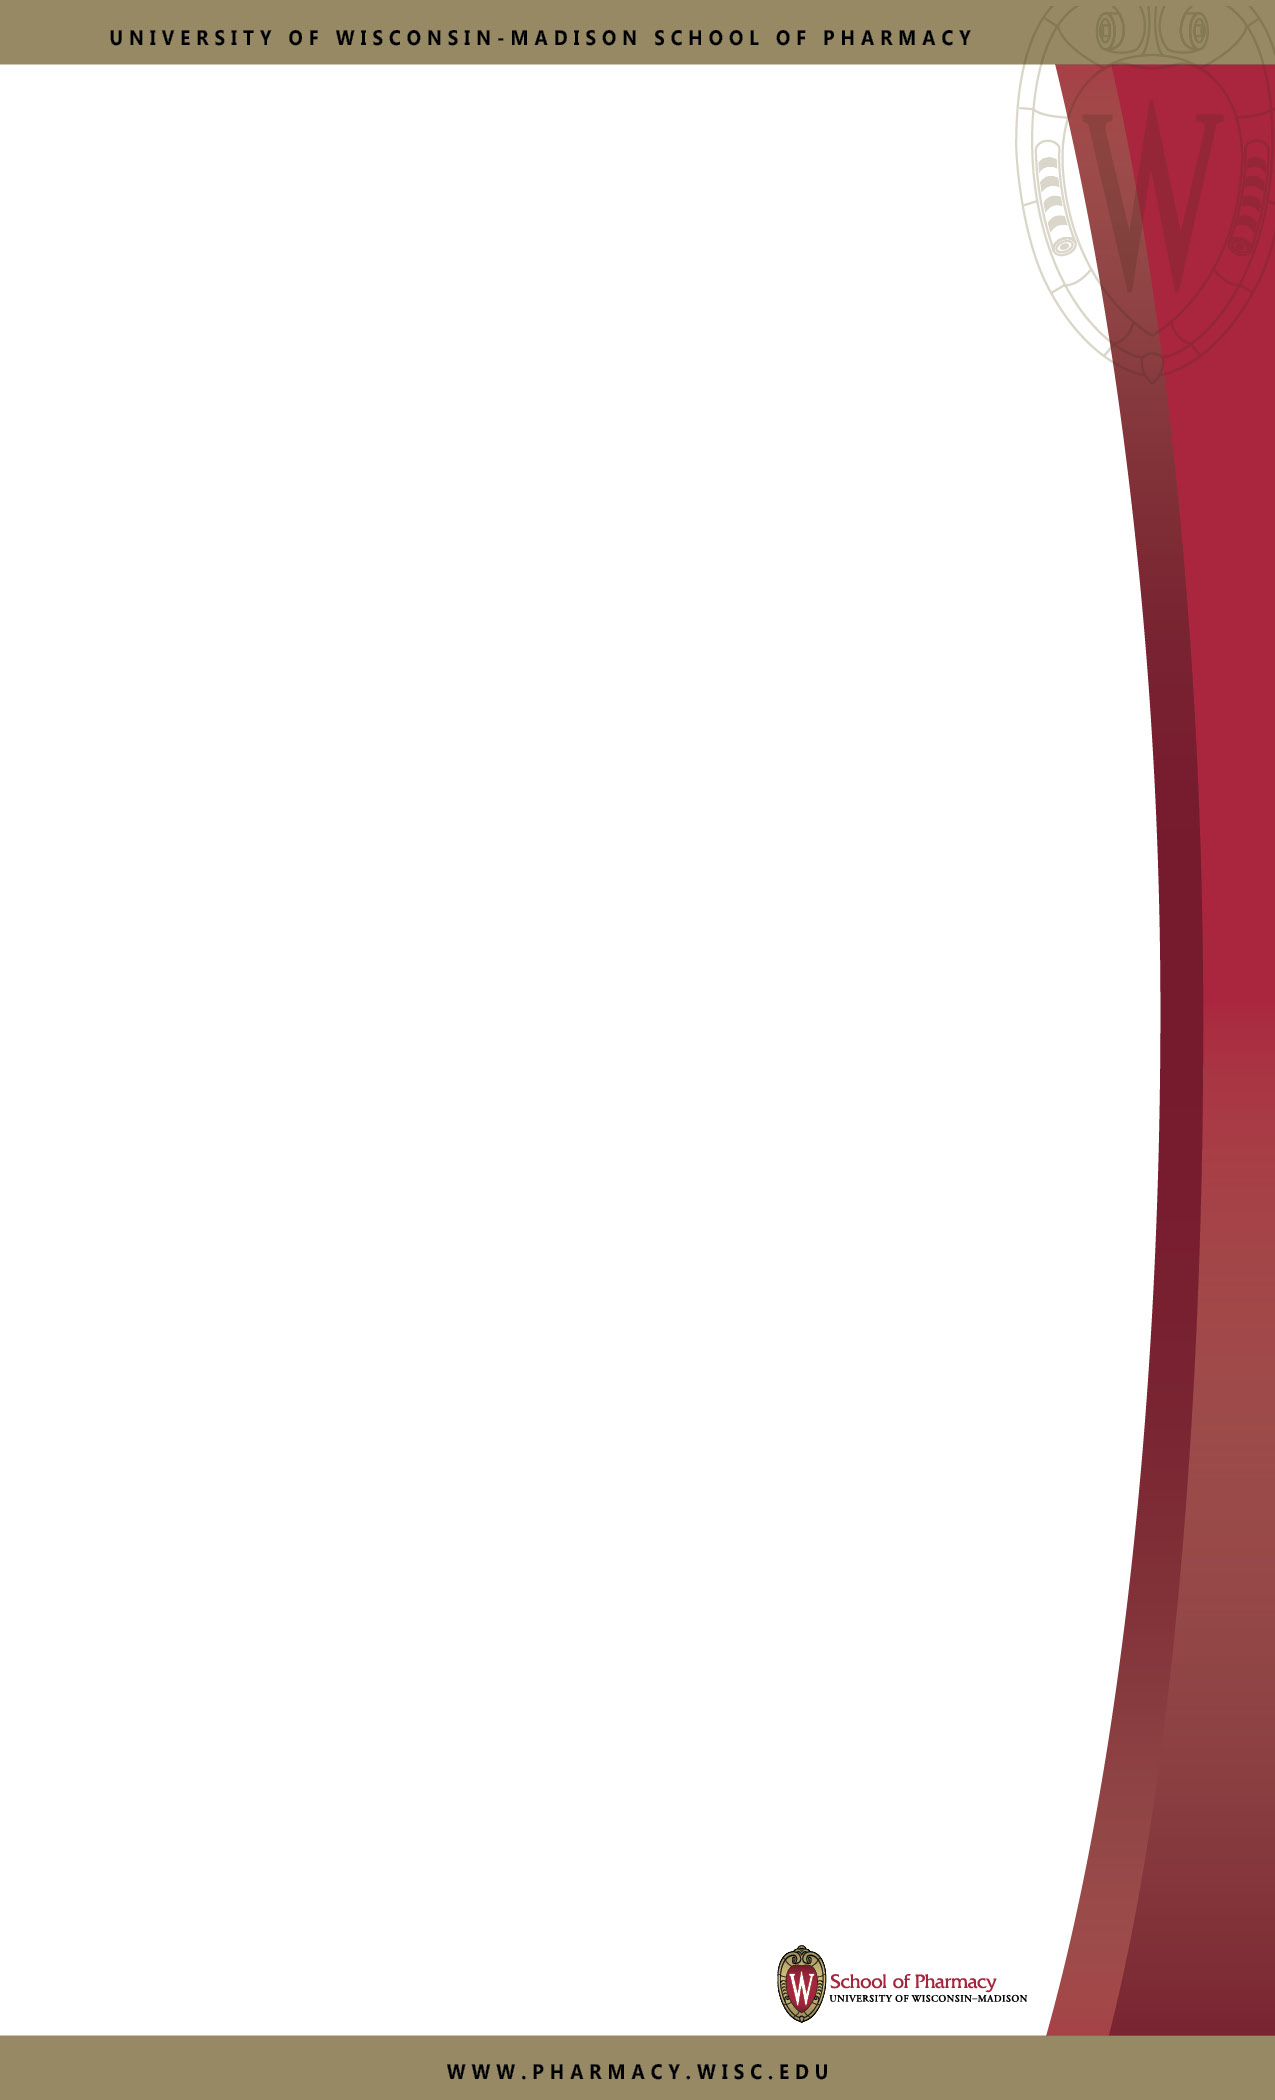 UNIVERSITY OF WISCONSIN-MADISON SCHOOL OF PHARMACY
W
W
School of Pharmacy
UNIVERSITY OF WISCONSIN–MADISON
WWW.PHARMACY.WISC.EDU